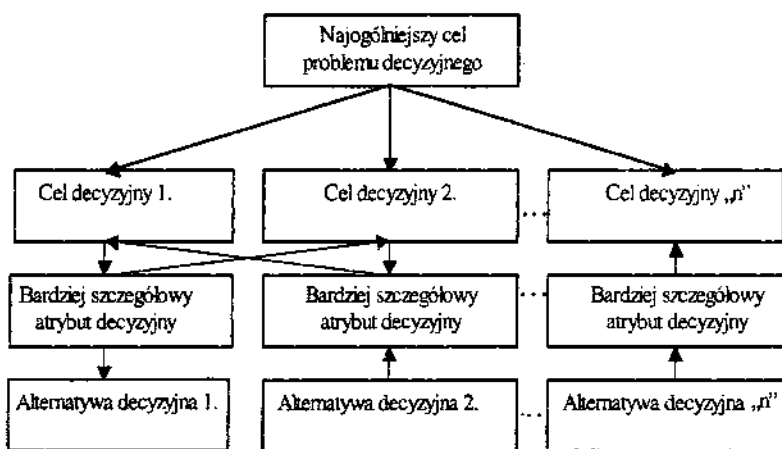 Najogólniejszy cel
problemu decyzyjnego
Cel decyzyjny 1.
Cel decyzyjny 2.
Cel decyzyjny „n”
....
Bardziej szczegółowy
atrybut decyzyjny
Bardziej szczegółowy
atrybut decyzyjny
Bardziej szczegółowy
atrybut decyzyjny
...
Alternatywa decyzyjna 1.
Alternatywa decyzyjna 2.
Alternatywa decyzyjna „n”
...